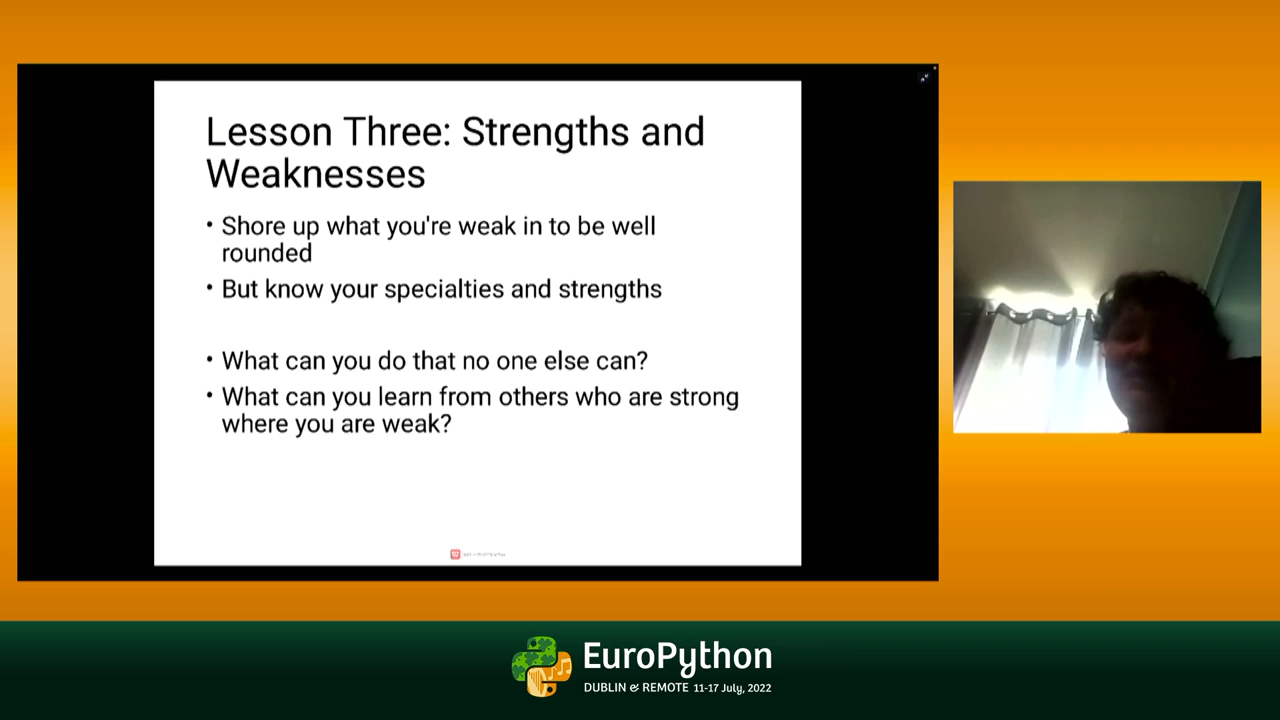 Lesson Three: Strengths and
Weaknesses
• Shore up what you're weak in to be well
rounded
• But know your specialties and strengths
• What can you do that no one else can?
• What can you learn from others who are strong
where you are weak?
EuroPython
DUBLIN & REMOTE 11-17 July, 2022